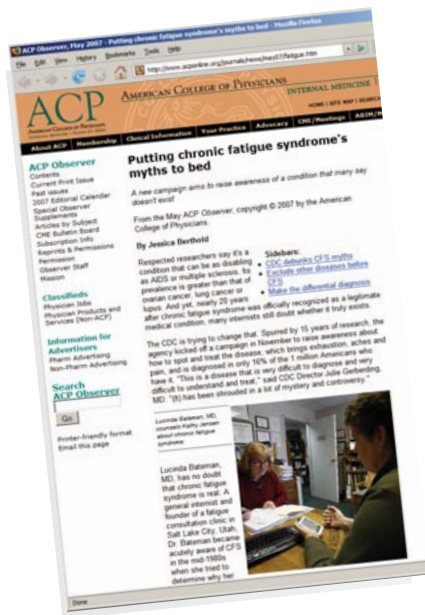 ACP Observer, May 2007 - Putting chronic fatigue syndrome's myths to bed - Mozilla Firefox
File Edit View History Bookmarks Tools Help
http://www.acponline.org/journals/news/may07/fatigue.htm
ACP
AMERICAN COLLEGE OF PHYSICIANS
AMERICAN COLLEGE OF PHYSICIANS
INTERNAL MEDICINE
HOME | SITE MAP | SEARCH
About ACP Membership Clinical Information Your Practice Advocacy CME/Meetings
ACP Observer
Contents
Current Print Issue
Past issues
2007 Editorial Calendar
Special Observer
Supplements
Articles by Subject
CME Bulletin Board
Subscription Info
Reprints & Permissions
Permission
Observer Staff
Mission
Classifieds
Physician Jobs
Physician Products and
Services (Non-ACP)
Information for
Advertisers
Pharm Advertising
Non-Pharm Advertising
Search
ACP Observer
Go
Printer-friendly format
Email this page
Putting chronic fatigue syndrome's
myths to bed
A new campaign aims to raise awareness of a condition that many say
doesn't exist
From the May ACP Observer, copyright © 2007 by the American
College of Physicians.
By Jessica Berthold
Sidebars:
CDC debunks CFS myths
Exclude other diseases before
CFS
Make the differential diagnosis
Respected researchers say it's a
condition that can be as disabling
as AIDS or multiple sclerosis. Its
prevalence is greater than that of
ovarian cancer, lung cancer or
lupus. And yet, nearly 20 years
after chronic fatigue syndrome was officially recognized as a legitimate
medical condition, many internists still doubt whether it truly exists.
The CDC is trying to change that. Spurred by 15 years of research, the
agency kicked off a campaign in November to raise awareness about
how to spot and treat the disease, which brings exhaustion, aches and
pain, and is diagnosed in only 16% of the 1 million Americans who
have it. "This is a disease that is very difficult to diagnose and very
difficult to understand and treat," said CDC Director Julie Gerberding,
MD. "(It) has been shrouded in a lot of mystery and controversy."
Lucinda Bateman, MD,
counsels Kathy Jensen
about chronic fatigue
syndrome.
Lucinda Bateman,
MD, has no doubt
that chronic fatigue
syndrome is real. A
general internist and
founder of a fatigue
consultation clinic in
Salt Lake City, Utah,
Dr. Bateman became
acutely aware of CFS
in the mid-1980s
when she tried to
determine why her
Done